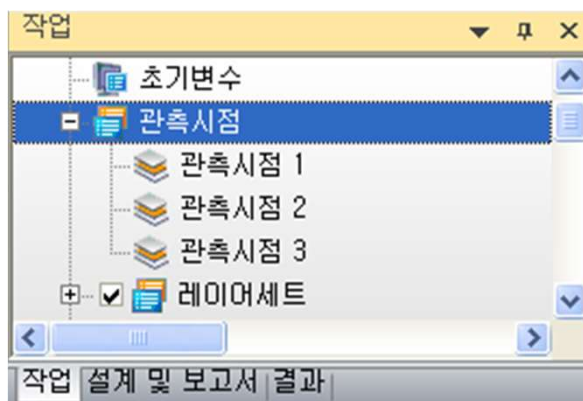 작업
초기변수
관측시점
관측시점 1
관측시점 2
관측시점 3
레이어세트
작업 설계 및 보고서 결과